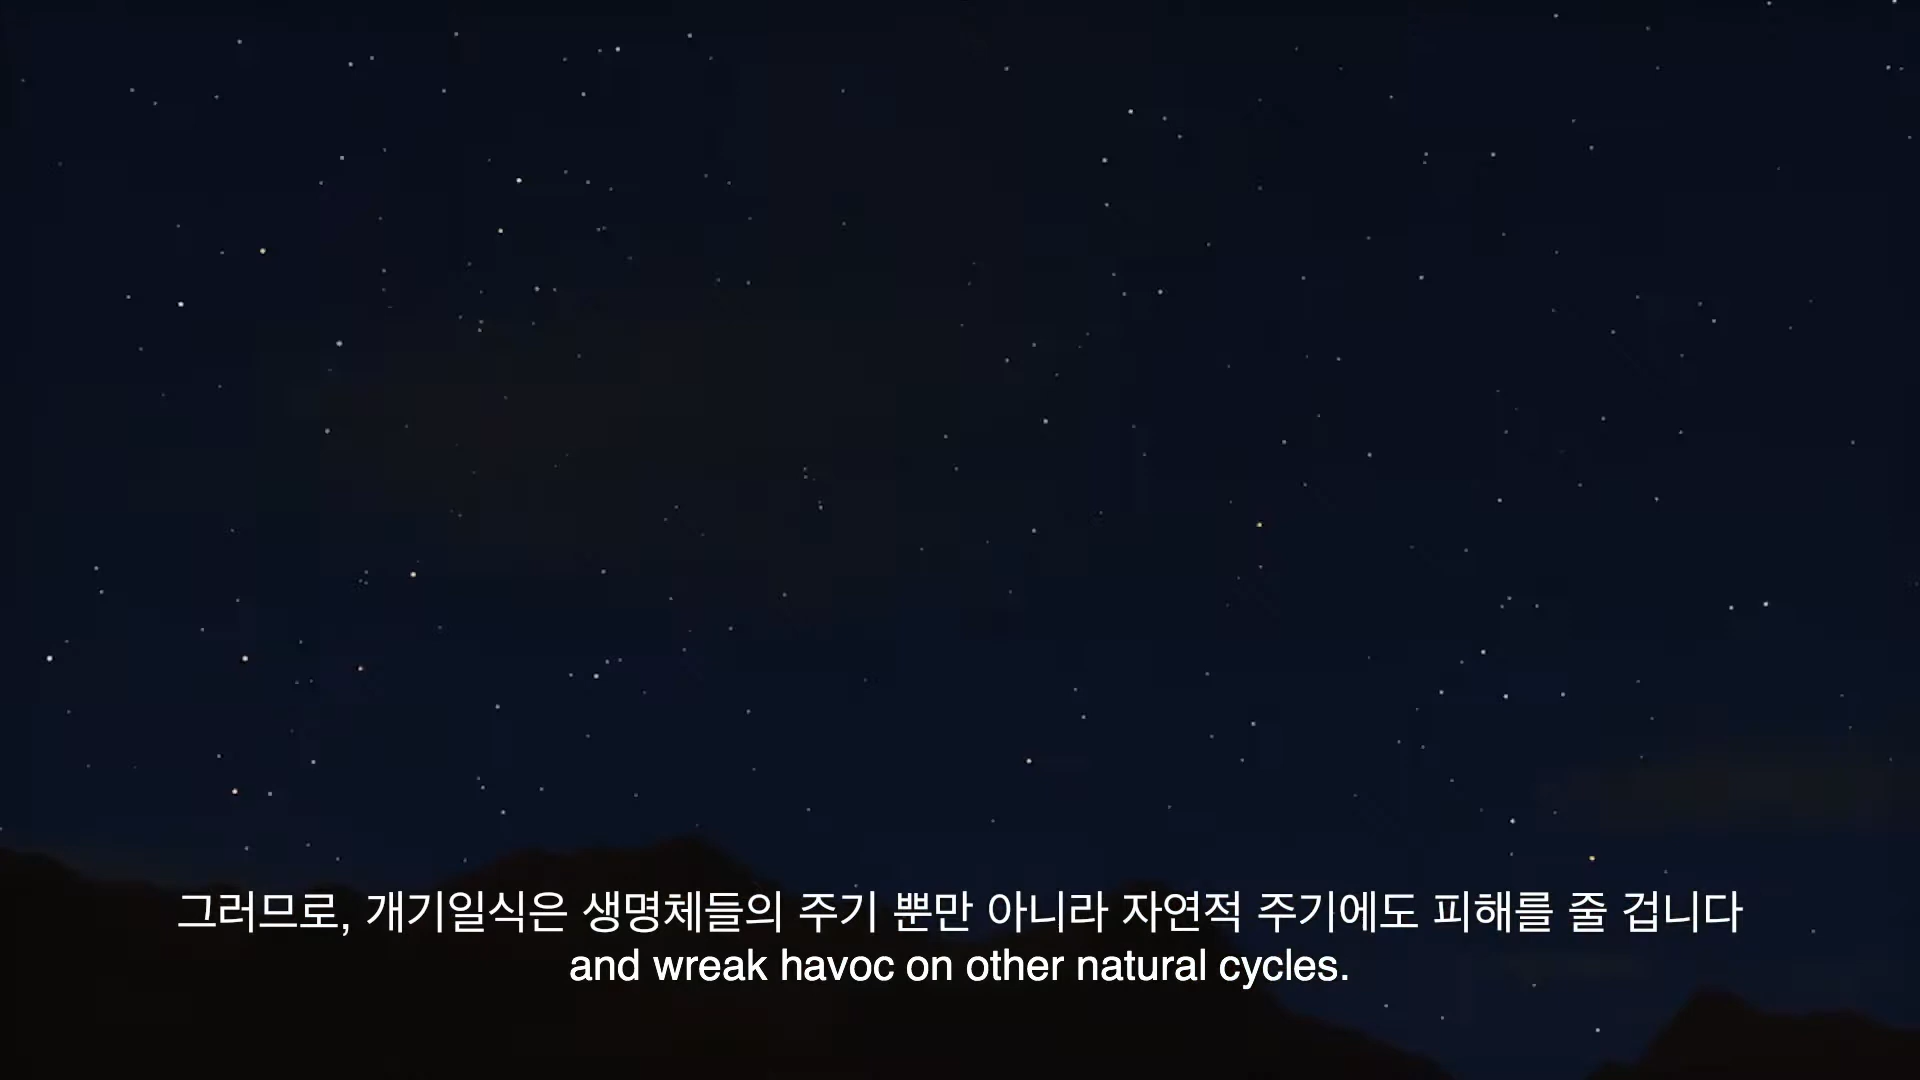 그러므로, 개기일식은 생명체들의 주기 뿐만 아니라 자연적 주기에도 피해를 줄 겁니다
and wreak havoc on other natural cycles.